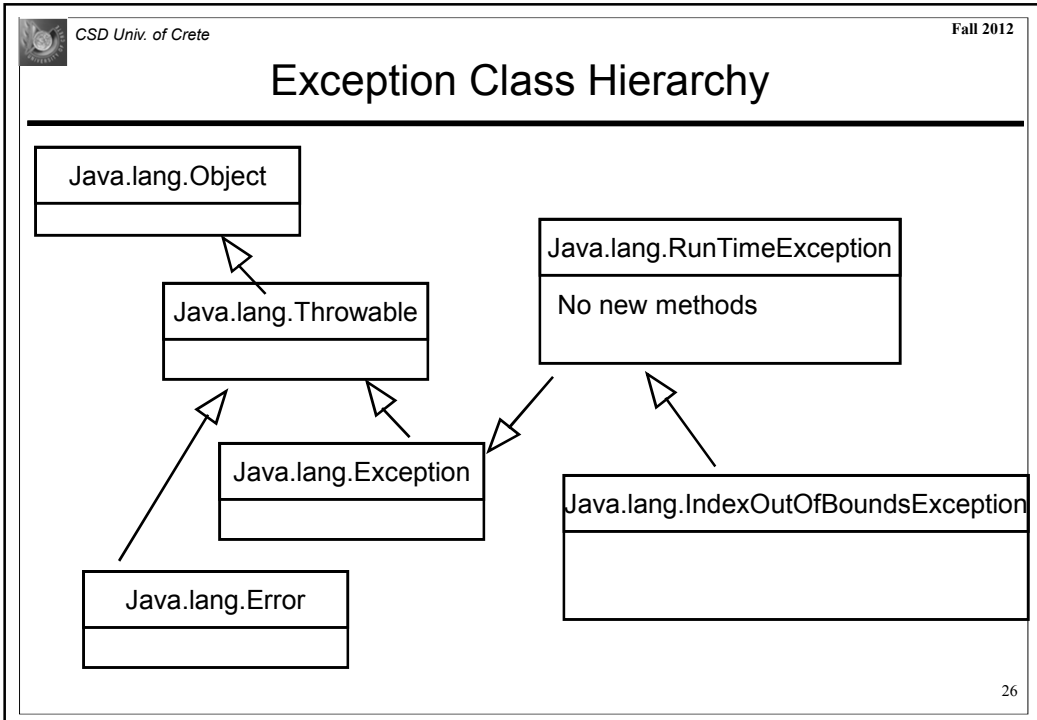 CSD Univ. of Crete
Fall 2012
Exception Class Hierarchy
Java.lang.Object
Java.lang.RunTimeException
No new methods
Java.lang.Throwable
Java.lang.Exception
Java.lang.IndexOutOfBoundsException
Java.lang.Error
26